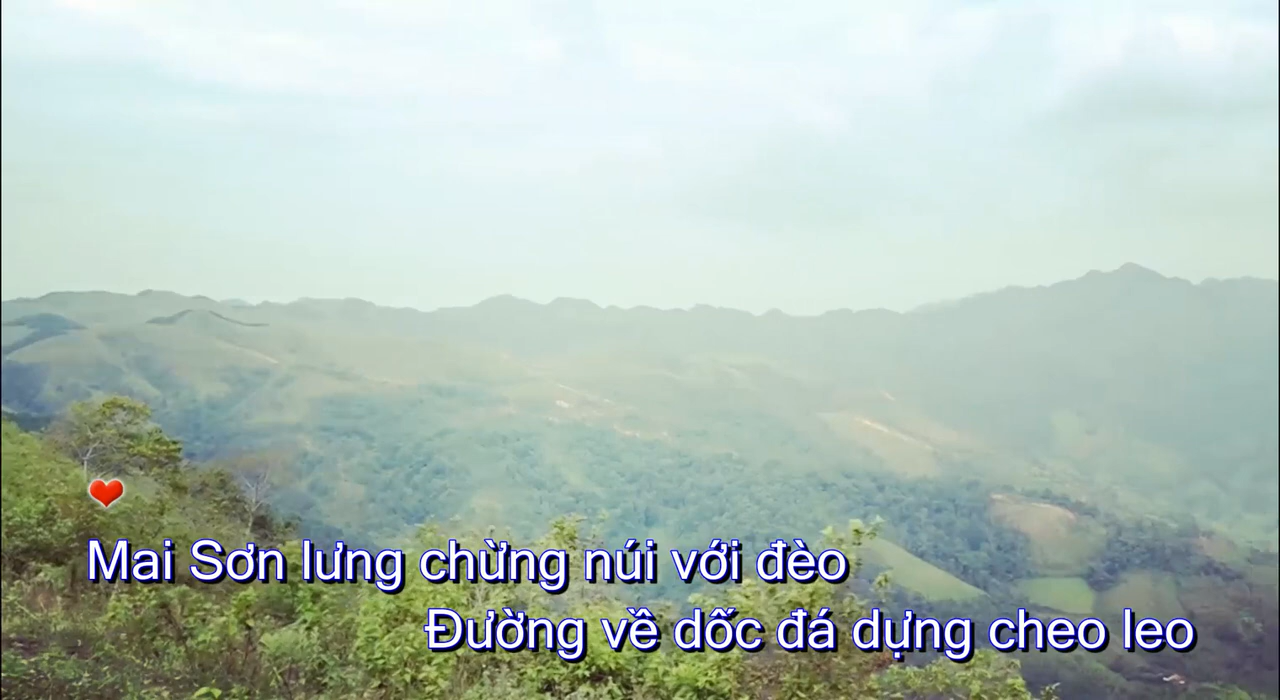 Mai Sơn lưng chừng núi với đèo
Đường về dốc đá dựng cheo leo